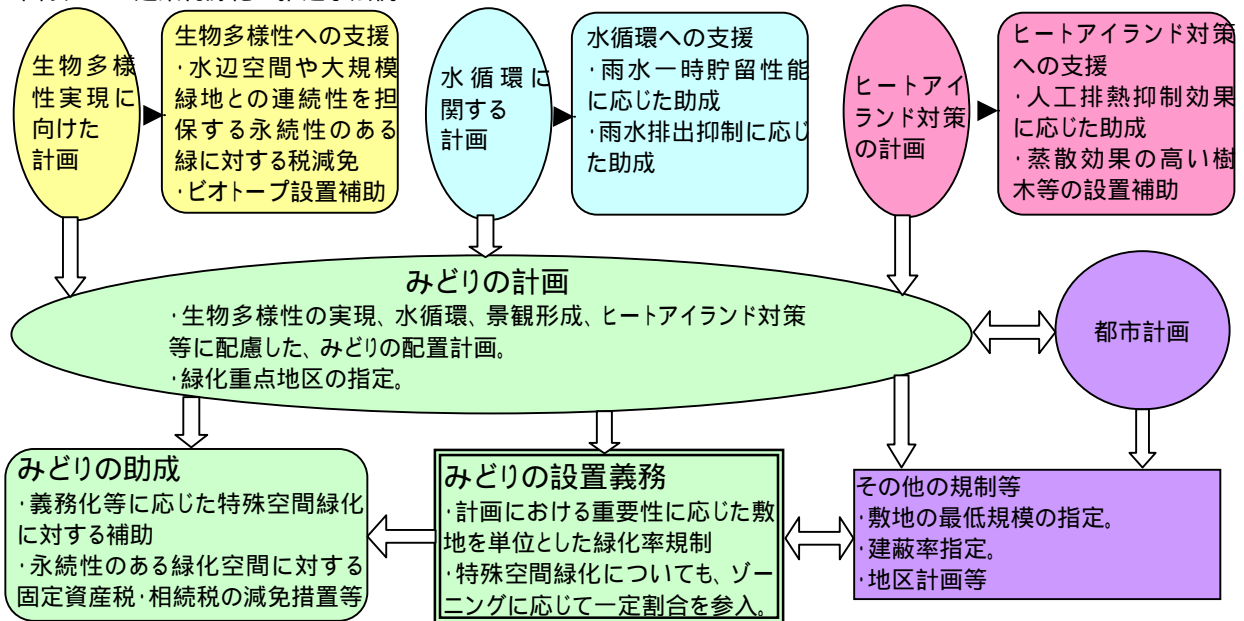 生物多様
性実現に
向けた
計画
生物多様性への支援
・水辺空間や大規模
緑地との連続性を担
保する永続性のある
緑に対する税減免
・ビオトープ設置補助
水循環に
関する
計画
水循環への支援
・雨水一時貯留性能
に応じた助成
・雨水排出抑制に応じ
た助成
ヒートアイ
ランド対策
の計画
ヒートアイランド対策
への支援
・人工排熱抑制効果
に応じた助成
・蒸散効果の高い樹
木等の設置補助
みどりの計画
・生物多様性の実現、水循環、景観形成、ヒートアイランド対策
等に配慮した、みどりの配置計画。
・緑化重点地区の指定。
都市計画
みどりの助成
・義務化等に応じた特殊空間緑化
に対する補助
・永続性のある緑化空間に対する
固定資産税・相続税の減免措置等
みどりの設置義務
・計画における重要性に応じた敷
地を単位とした緑化率規制
・特殊空間緑化についても、ゾー
ニングに応じて一定割合を参入。
その他の規制等
・敷地の最低規模の指定。
・建蔽率指定。
・地区計画等